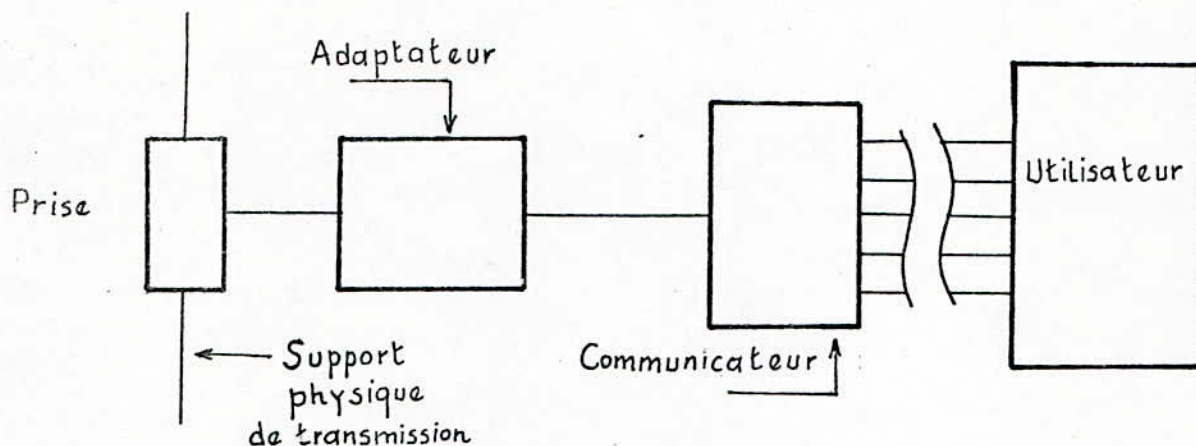 Adaptateur
Prise
Utilisateur
Support
physique
de transmission
Communicateur